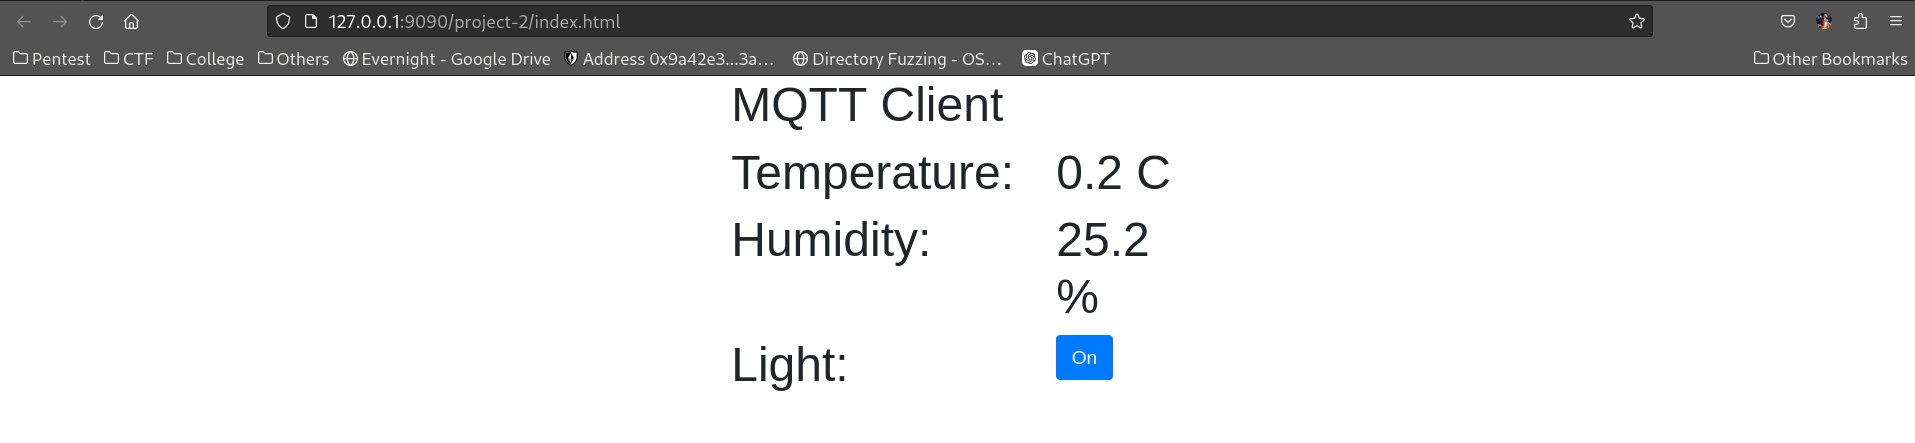 127.0.0.1:9090/project-2/index.html
Pentest CTF College Others Evernight - Google Drive Address 0x9a42e3...3a... Directory Fuzzing - OS... ChatGPT Other Bookmarks
MQTT Client
Temperature: 0.2 C
Humidity: 25.2
%
Light: On